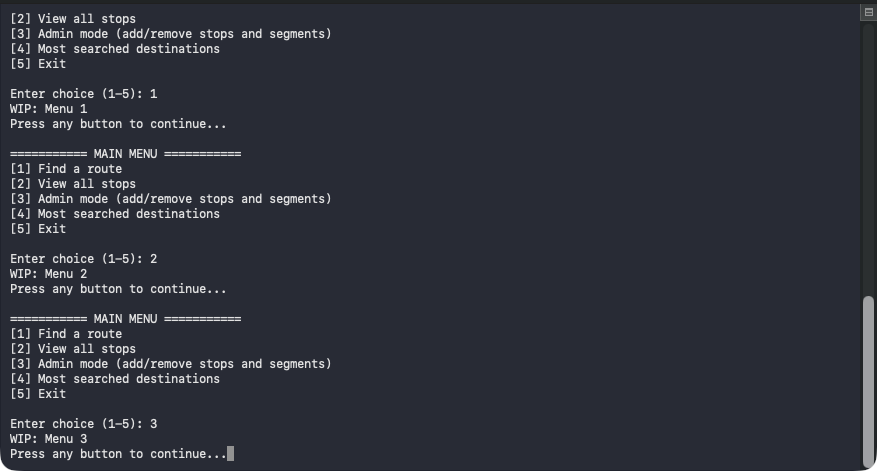 [2] View all stops
[3] Admin mode (add/remove stops and segments)
[4] Most searched destinations
[5] Exit
Enter choice (1–5): 1
WIP: Menu 1
Press any button to continue...
=========== MAIN MENU ===========
[1] Find a route
[2] View all stops
[3] Admin mode (add/remove stops and segments)
[4] Most searched destinations
[5] Exit
Enter choice (1–5): 2
WIP: Menu 2
Press any button to continue...
=========== MAIN MENU ===========
[1] Find a route
[2] View all stops
[3] Admin mode (add/remove stops and segments)
[4] Most searched destinations
[5] Exit
Enter choice (1–5): 3
WIP: Menu 3
Press any button to continue...